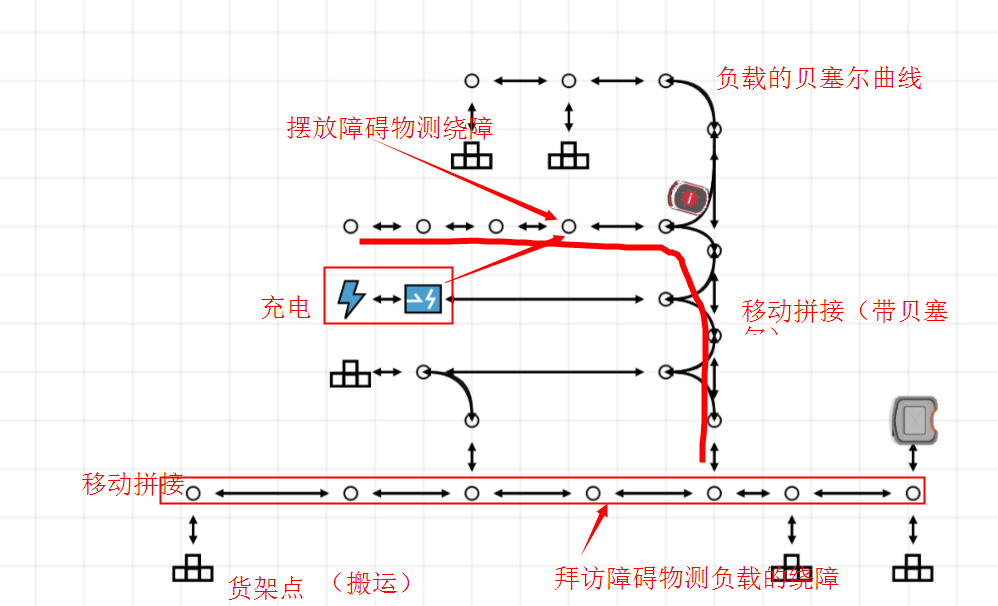 负载的贝塞尔曲线
摆放障碍物测绕障
充电
移动拼接（带贝塞
尔）
移动拼接
货架点 （搬运）
拜访障碍物测负载的绕障